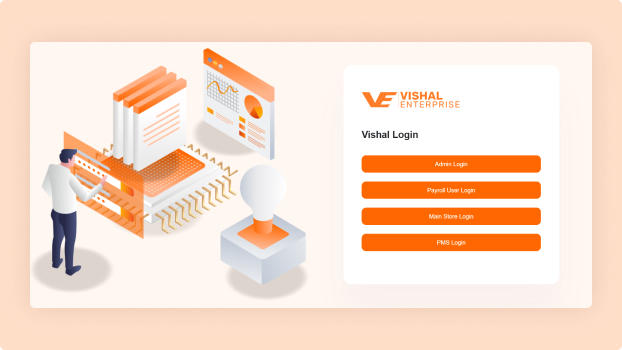 VISHAL
ENTERPRISE
Vishal Login
Admin Login
Payroll User Login
Main Store Login
PMS Login